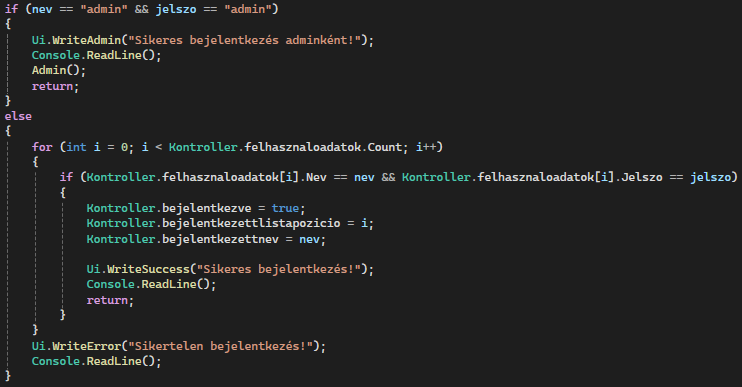 if (nev == "admin" && jelszo == "admin")
{
    Ui.WriteAdmin("Sikeres bejelentkezés adminként!");
    Console.ReadLine();
    Admin();
    return;
}
else
{
    for (int i = 0; i < Kontroller.felhasznaloadatok.Count; i++)
    {
        if (Kontroller.felhasznaloadatok[i].Nev == nev && Kontroller.felhasznaloadatok[i].Jelszo == jelszo)
        {
            Kontroller.bejelentkezve = true;
            Kontroller.bejelentkezettlistapozicio = i;
            Kontroller.bejelentkezettnev = nev;

            Ui.WriteSuccess("Sikeres bejelentkezés!");
            Console.ReadLine();
            return;
        }
    }
    Ui.WriteError("Sikertelen bejelentkezés!");
    Console.ReadLine();
}